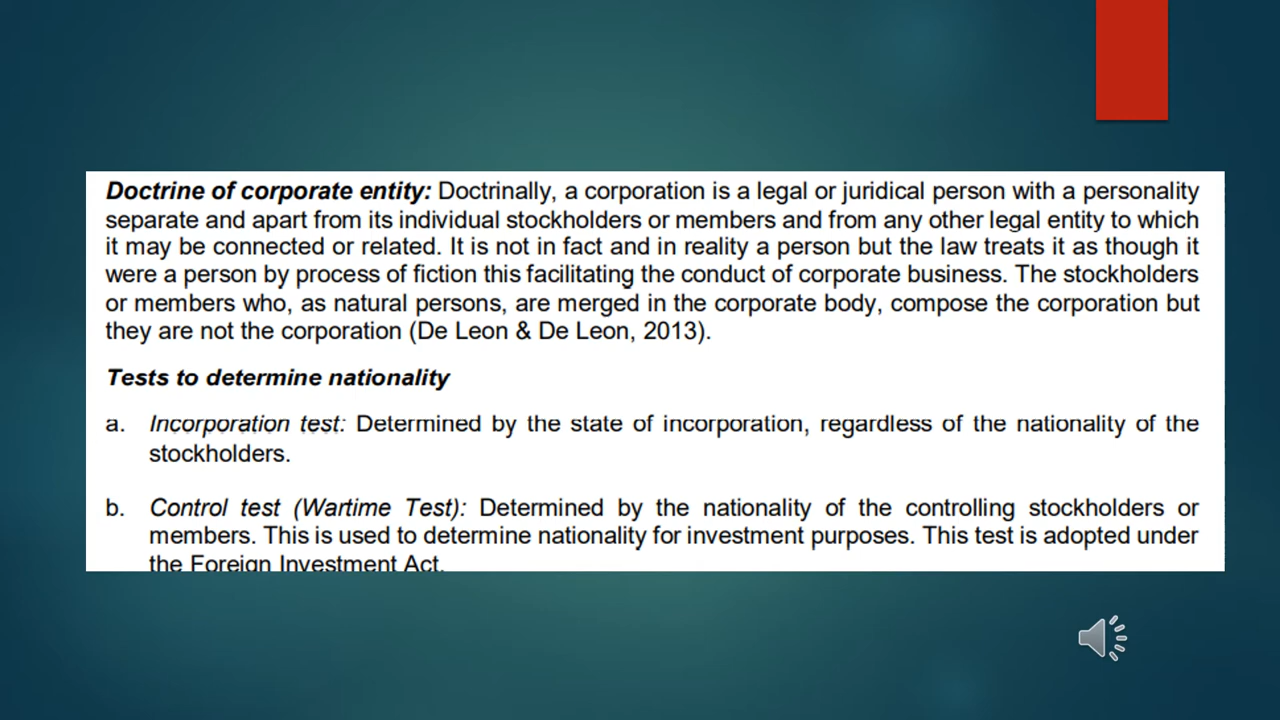 Doctrine of corporate entity: Doctrinally, a corporation is a legal or juridical person with a personality
separate and apart from its individual stockholders or members and from any other legal entity to which
it may be connected or related. It is not in fact and in reality a person but the law treats it as though it
were a person by process of fiction this facilitating the conduct of corporate business. The stockholders
or members who, as natural persons, are merged in the corporate body, compose the corporation but
they are not the corporation (De Leon & De Leon, 2013).
Tests to determine nationality
a. Incorporation test: Determined by the state of incorporation, regardless of the nationality of the
stockholders.
b. Control test (Wartime Test): Determined by the nationality of the controlling stockholders or
members. This is used to determine nationality for investment purposes. This test is adopted under
the Foreign Investment Act.